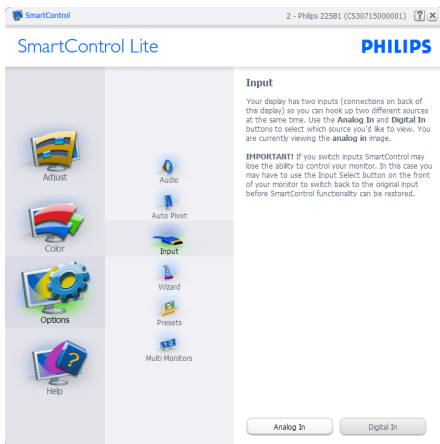 SmartControl
2 - Philips 225B1 (CS30715000001)
SmartControl Lite
PHILIPS
Adjust
Color
Options
Help
Audio
Auto Pivot
Input
Wizard
Presets
Multi Monitors
Input
Your display has two inputs (connections on back of
this display) so you can hook up two different sources
at the same time. Use the Analog In and Digital In
buttons to select which source you'd like to view. You
are currently viewing the analog in image.
IMPORTANT! If you switch inputs SmartControl may
lose the ability to control your monitor. In this case you
may have to use the Input Select button on the front
of your monitor to switch back to the original input
before SmartControl functionality can be restored.
Analog In
Digital In